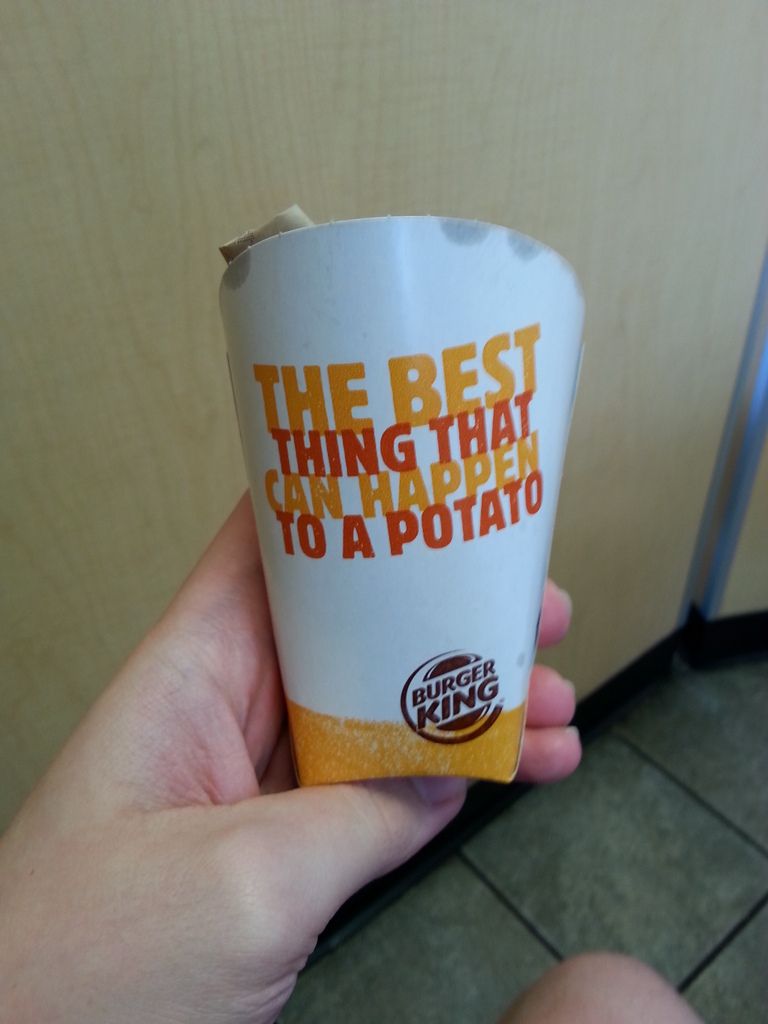 THE BEST
THING THAT
CAN HAPPEN
TO A POTATO
BURGER
KING